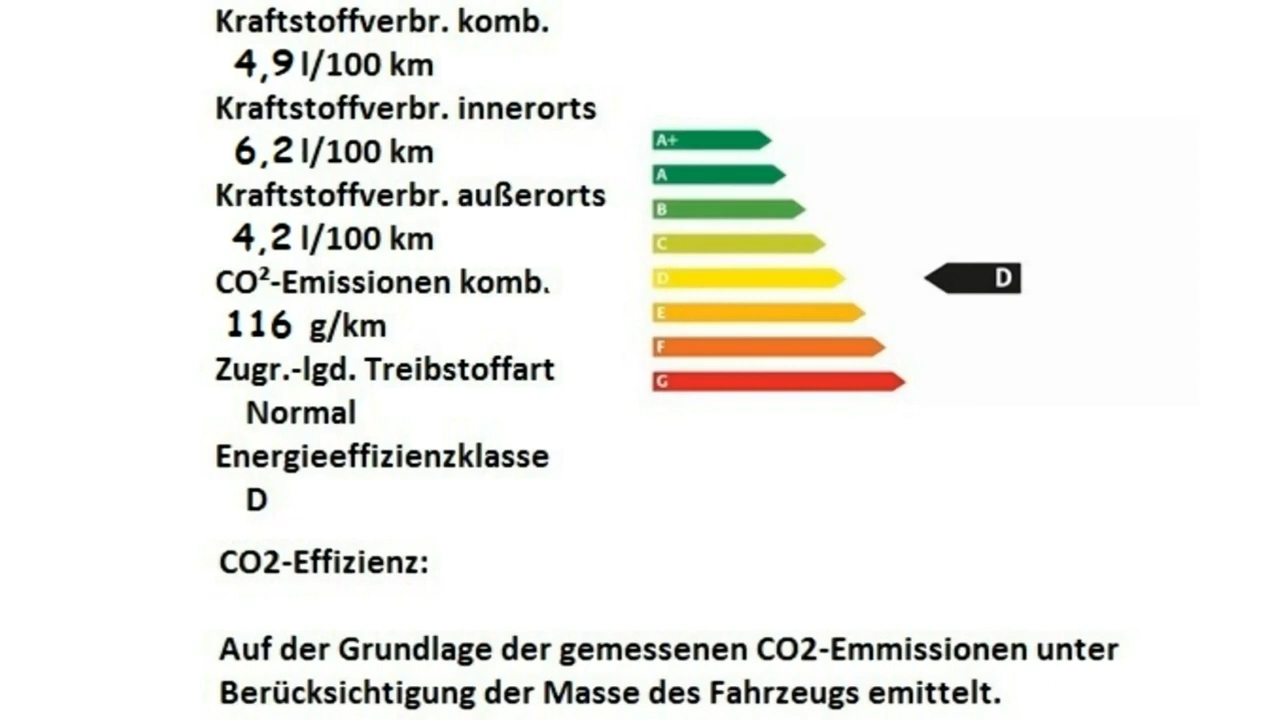 Kraftstoffverbr. komb.
4,9 l/100 km
Kraftstoffverbr. innerorts
6,2 l/100 km
Kraftstoffverbr. außerorts
4,2 l/100 km
CO²-Emissionen komb.
116 g/km
Zugr.-lgd. Treibstoffart
Normal
Energieeffizienzklasse
D
A+
A
B
C
D
D
E
F
G
CO2-Effizienz:
Auf der Grundlage der gemessenen CO2-Emmissionen unter
Berücksichtigung der Masse des Fahrzeugs emittelt.